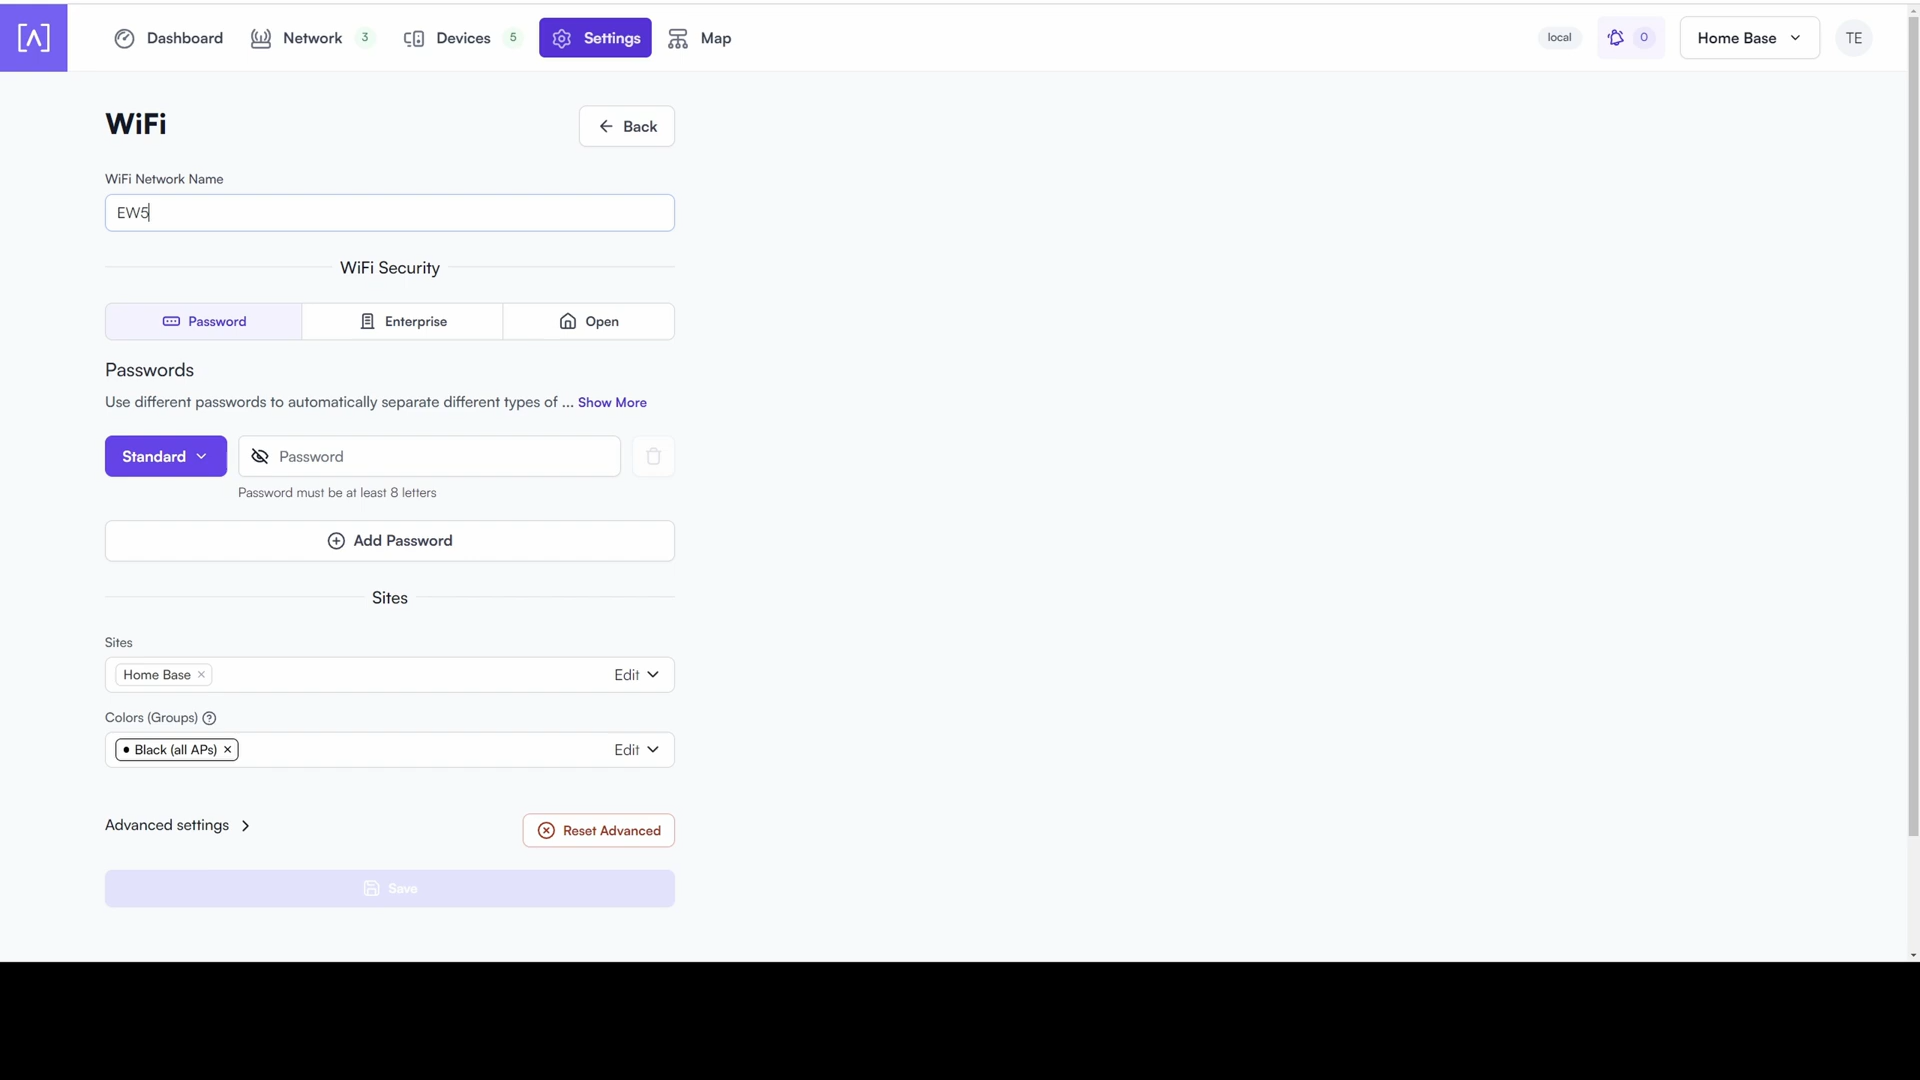 [Λ] Dashboard Network 3 Devices 5 Settings Map local 0 Home Base TE
WiFi
Back
WiFi Network Name
EW5
WiFi Security
Password Enterprise Open
Passwords
Use different passwords to automatically separate different types of ... Show More
Standard Password
Password must be at least 8 letters
Add Password
Sites
Sites
Home Base × Edit
Colors (Groups) ?
• Black (all APs) × Edit
Advanced settings Reset Advanced
Save